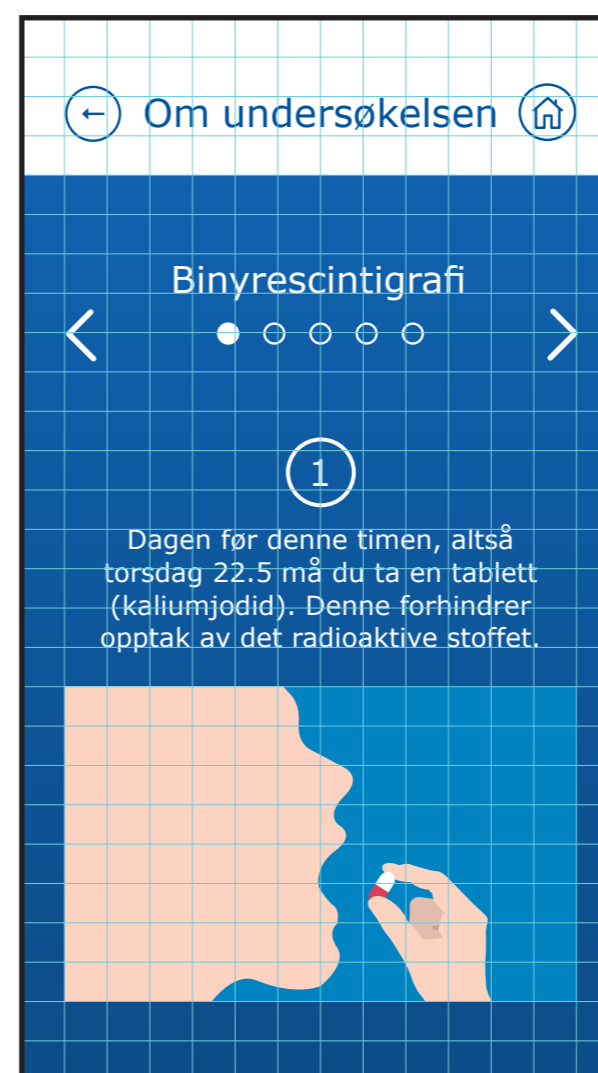 Om undersøkelsen
Binyrescintigrafi
1
Dagen før denne timen, altså
torsdag 22.5 må du ta en tablett
(kaliumjodid). Denne forhindrer
opptak av det radioaktive stoffet.